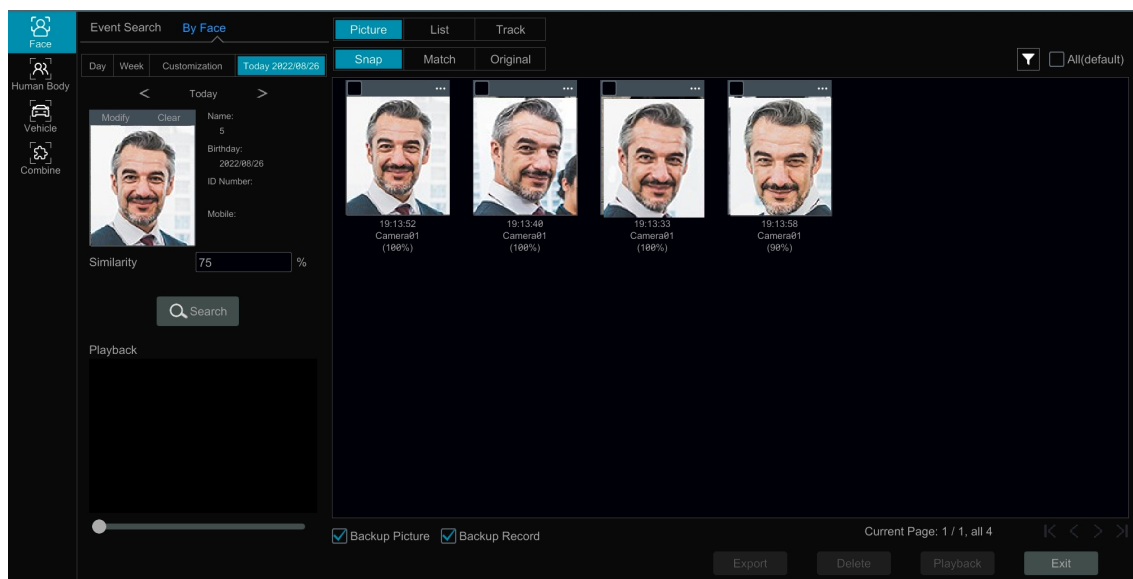 Face
Human Body
Vehicle
Combine
Event Search By Face
Day Week Customization Today 2022/08/26
< Today >
Modify Clear
Name:
5
Birthday:
2022/08/26
ID Number:
Mobile:
Similarity 75 %
Search
Playback
Picture List Track
Snap Match Original
All(default)
19:13:52
Camera01
(100%)
19:13:40
Camera01
(100%)
19:13:33
Camera01
(100%)
19:13:58
Camera01
(90%)
Backup Picture Backup Record
Current Page: 1 / 1, all 4
Export Delete Playback Exit